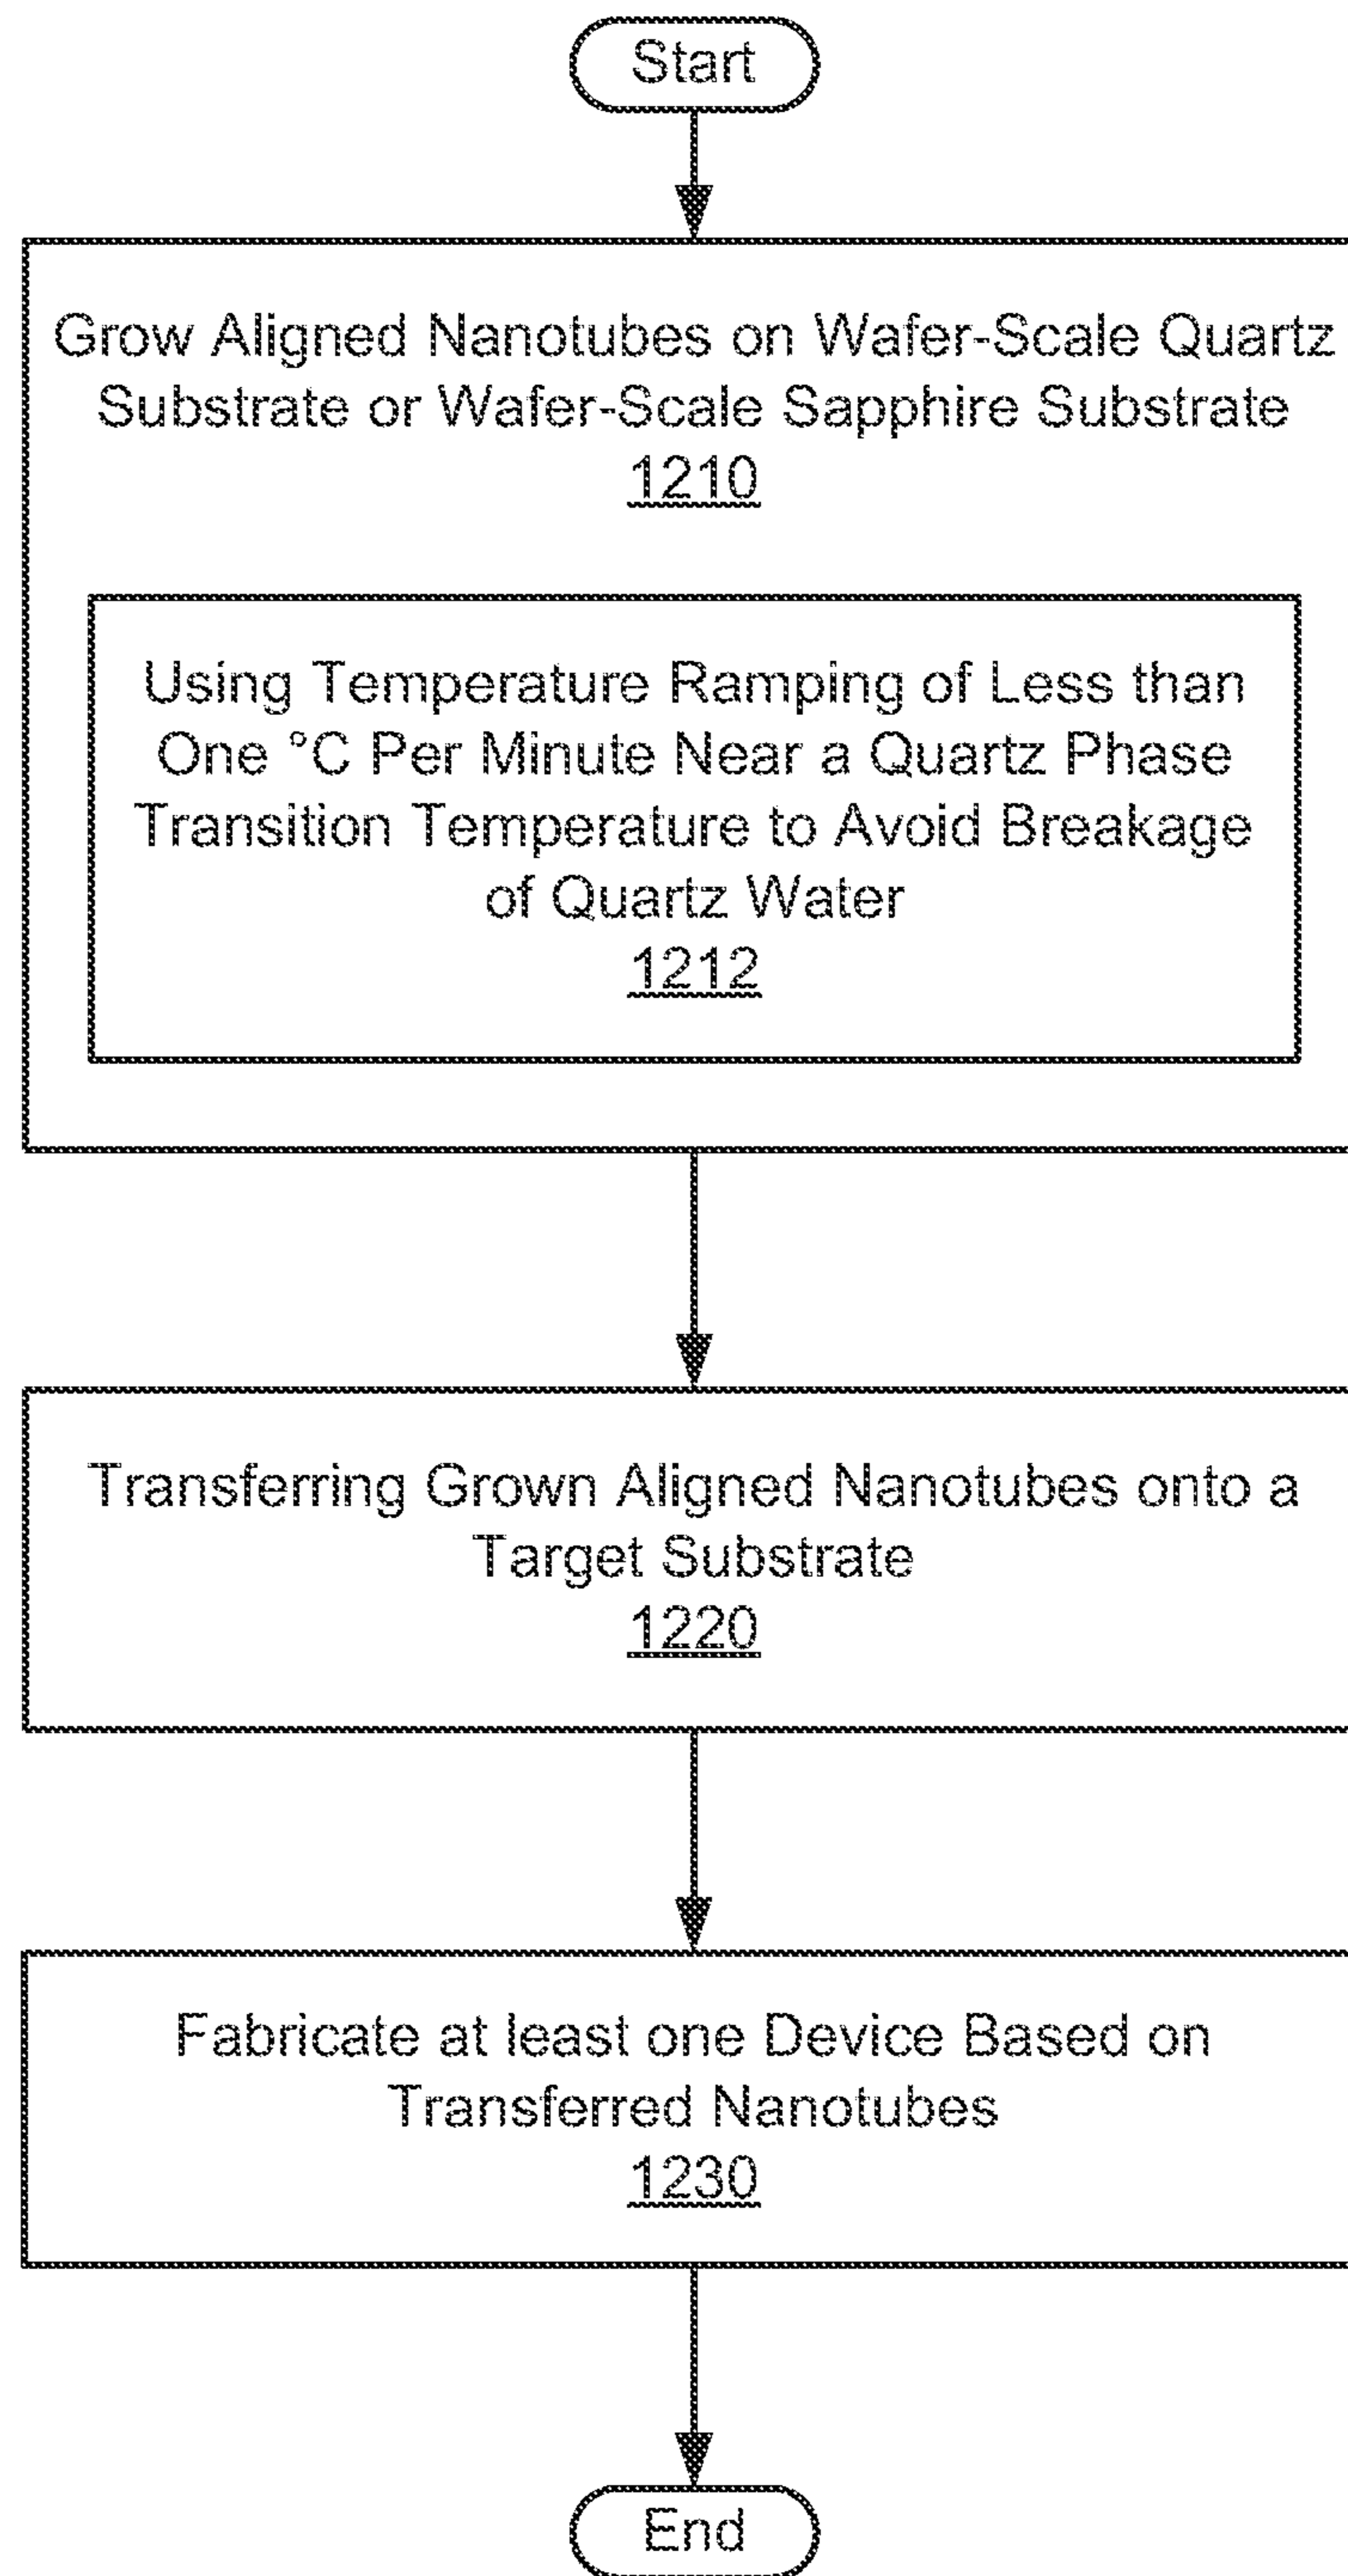 Start
Grow Aligned Nanotubes on Wafer-Scale Quartz
Substrate or Wafer-Scale Sapphire Substrate
1210
Using Temperature Ramping of Less than
One °C Per Minute Near a Quartz Phase
Transition Temperature to Avoid Breakage
of Quartz Water
1212
Transferring Grown Aligned Nanotubes onto a
Target Substrate
1220
Fabricate at least one Device Based on
Transferred Nanotubes
1230
End